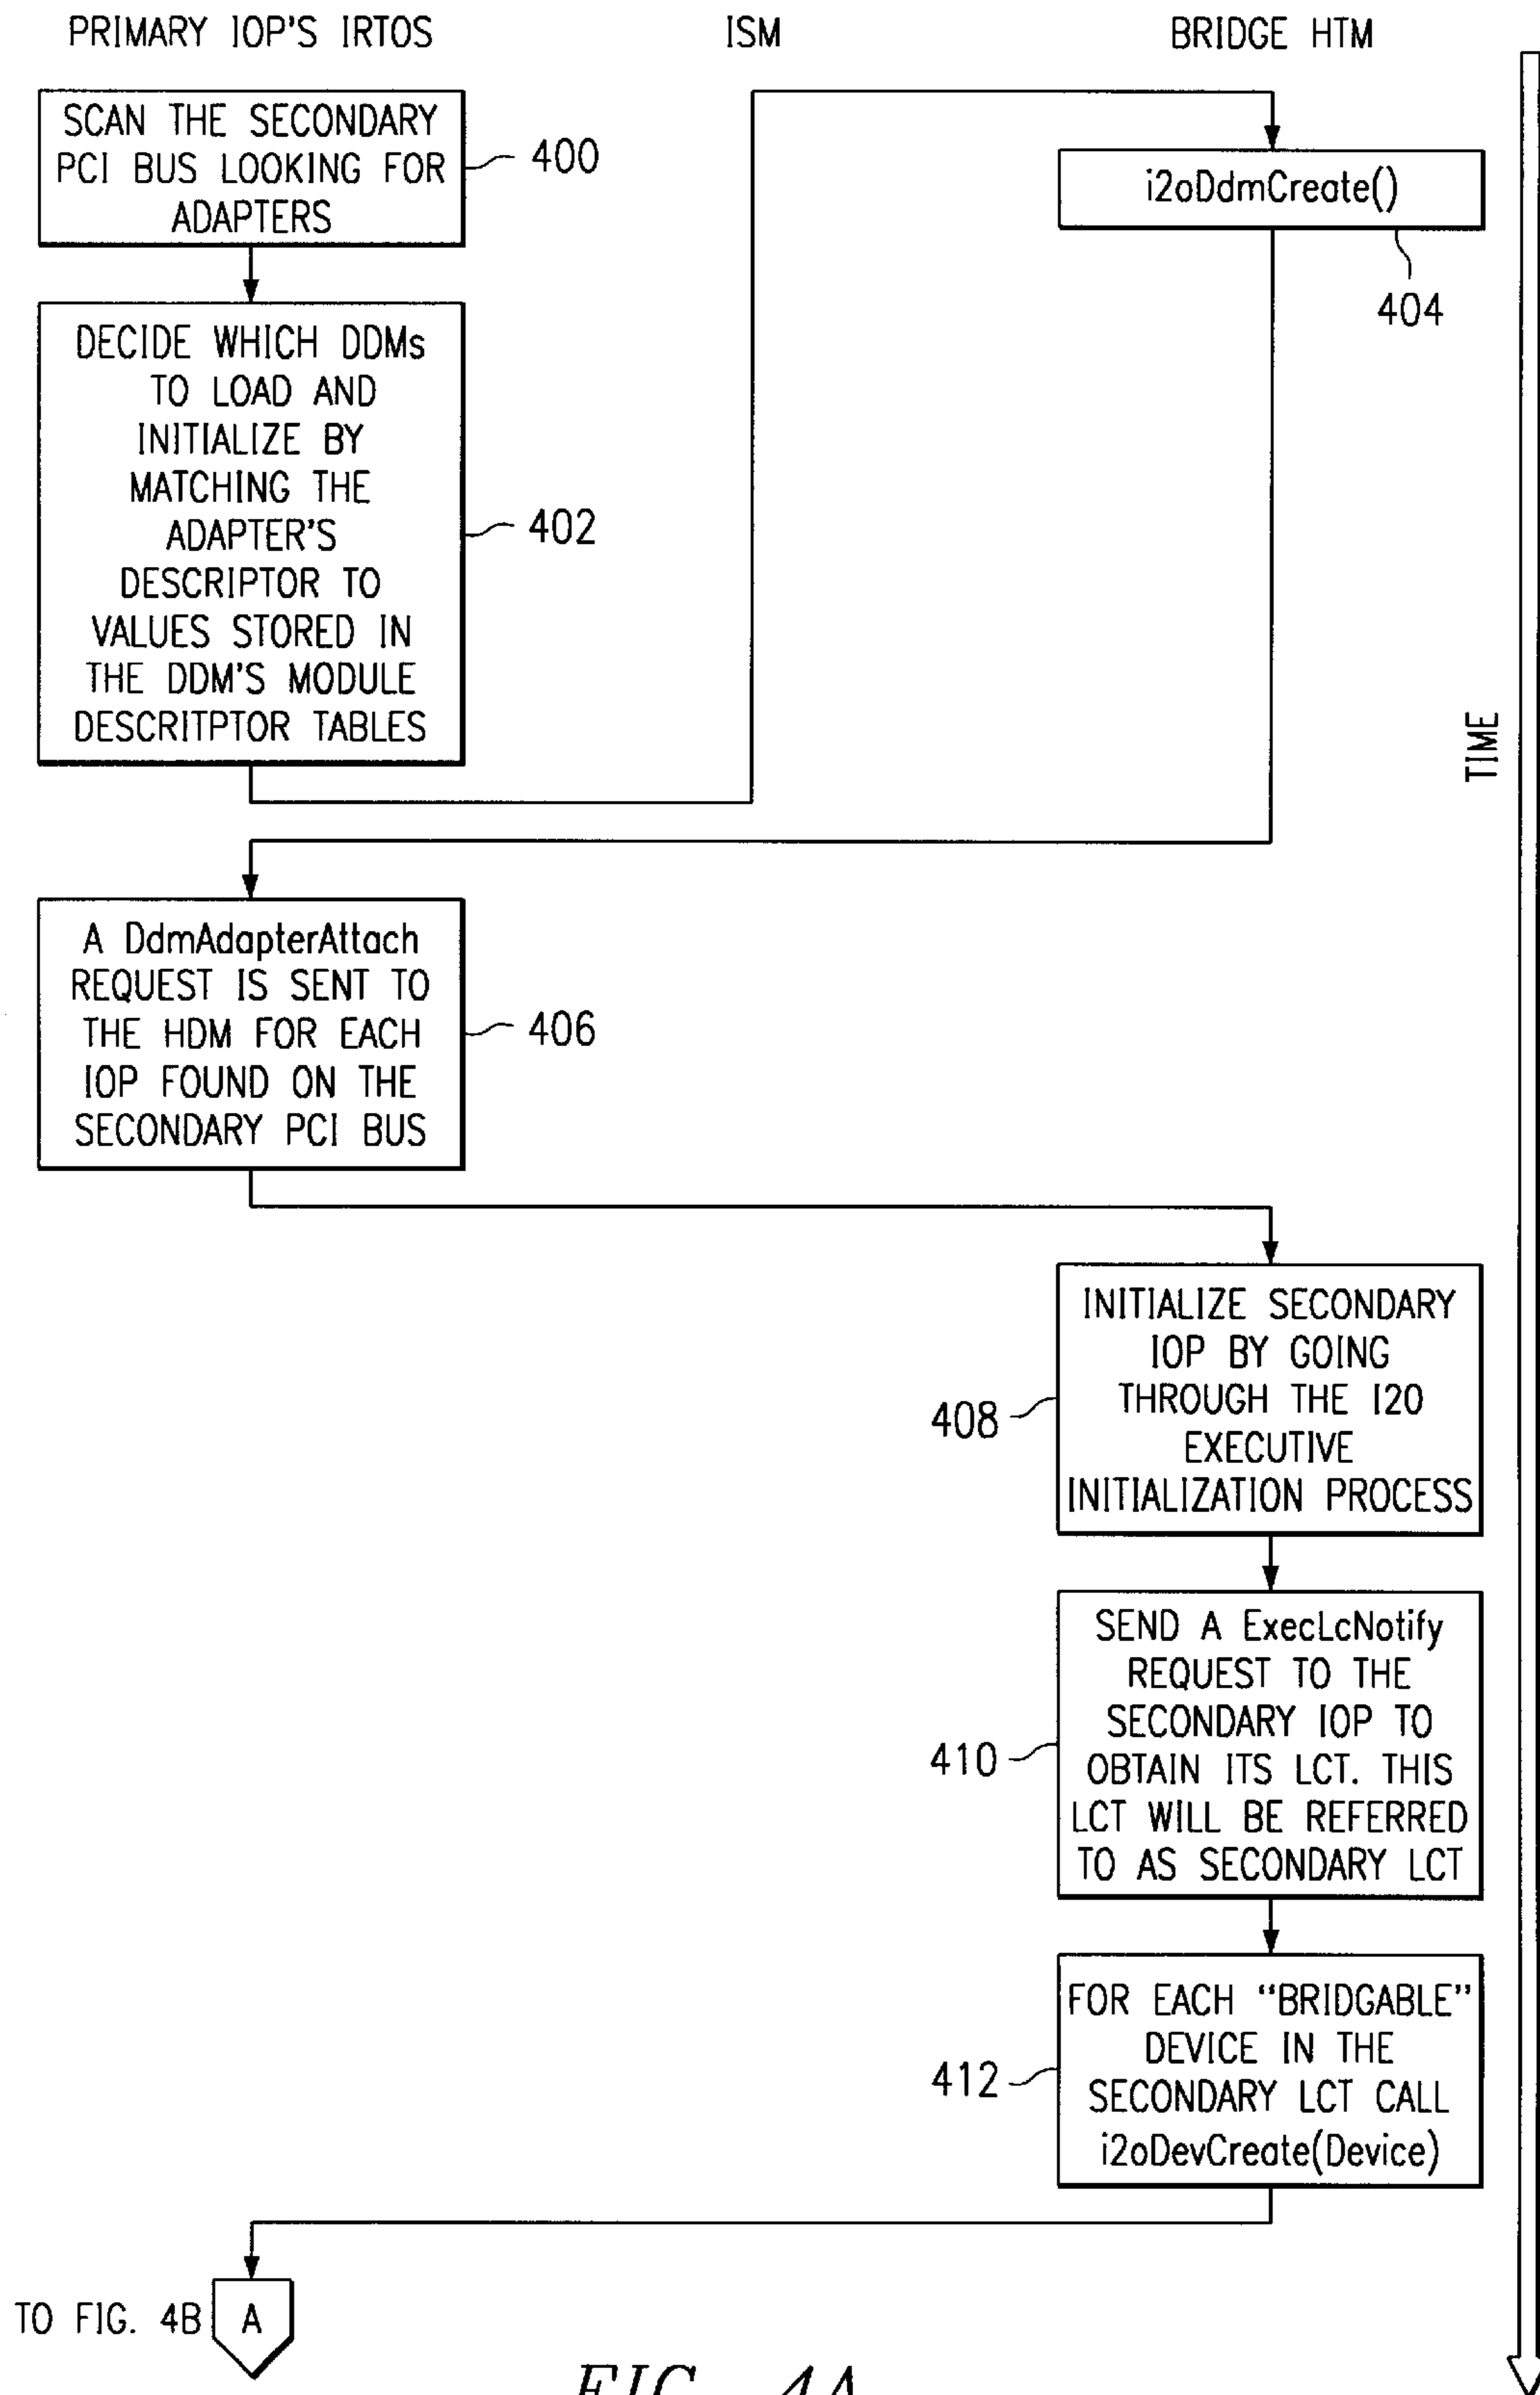 PRIMARY IOP'S IRTOS
ISM
BRIDGE HTM
SCAN THE SECONDARY
PCI BUS LOOKING FOR
ADAPTERS
400
i2oDdmCreate()
404
DECIDE WHICH DDMs
TO LOAD AND
INITIALIZE BY
MATCHING THE
ADAPTER'S
DESCRIPTOR TO
VALUES STORED IN
THE DDM'S MODULE
DESCRITPTOR TABLES
402
TIME
A DdmAdapterAttach
REQUEST IS SENT TO
THE HDM FOR EACH
IOP FOUND ON THE
SECONDARY PCI BUS
406
INITIALIZE SECONDARY
IOP BY GOING
THROUGH THE I20
EXECUTIVE
INITIALIZATION PROCESS
408
SEND A ExecLcNotify
REQUEST TO THE
SECONDARY IOP TO
OBTAIN ITS LCT. THIS
LCT WILL BE REFERRED
TO AS SECONDARY LCT
410
FOR EACH “BRIDGABLE”
DEVICE IN THE
SECONDARY LCT CALL
i2oDevCreate(Device)
412
TO FIG. 4B
A
FIG. 4A